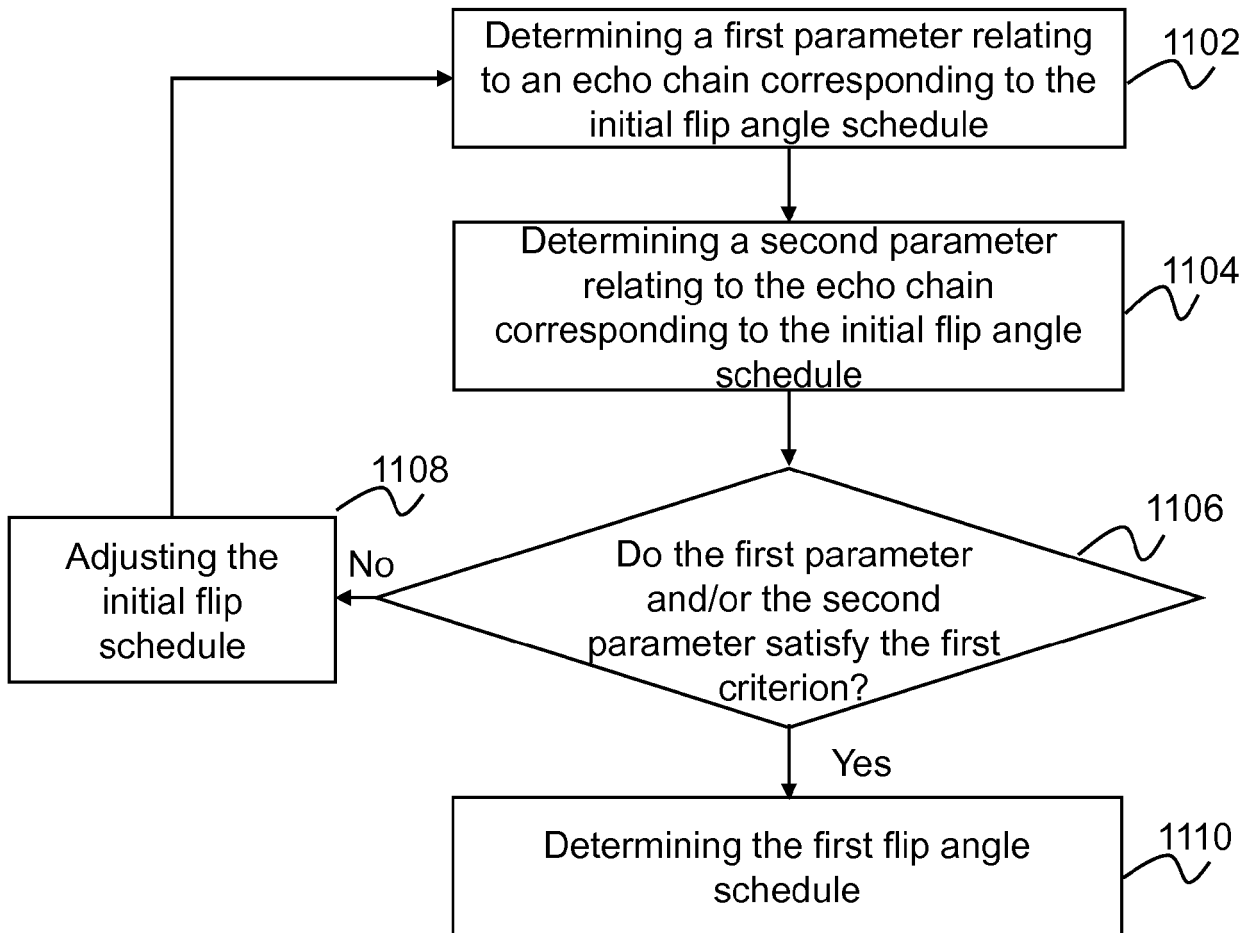 Determining a first parameter relating
to an echo chain corresponding to the
initial flip angle schedule
1102
Determining a second parameter
relating to the echo chain
corresponding to the initial flip angle
schedule
1104
1108
Adjusting the
initial flip
schedule
No
1106
Do the first parameter
and/or the second
parameter satisfy the first
criterion?
Yes
Determining the first flip angle
schedule
1110